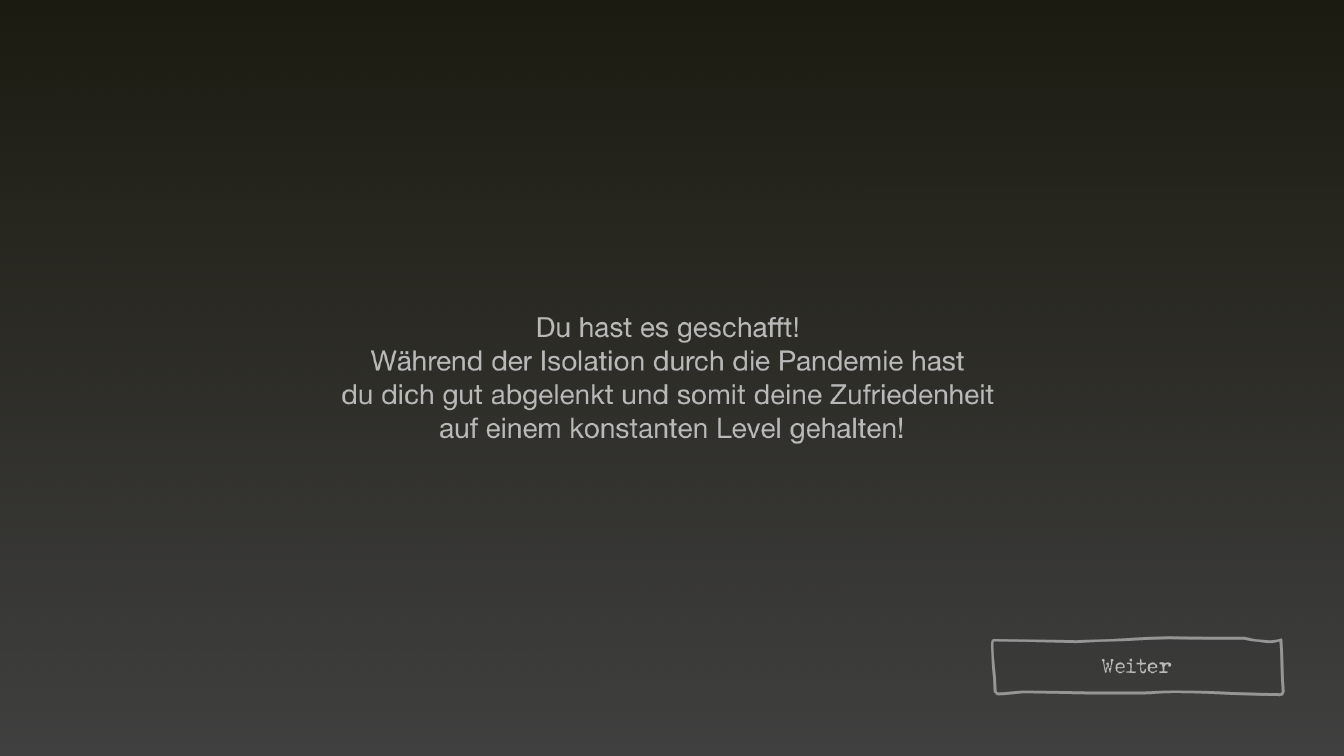 Du hast es geschafft!
Während der Isolation durch die Pandemie hast
du dich gut abgelenkt und somit deine Zufriedenheit
auf einem konstanten Level gehalten!
Weiter